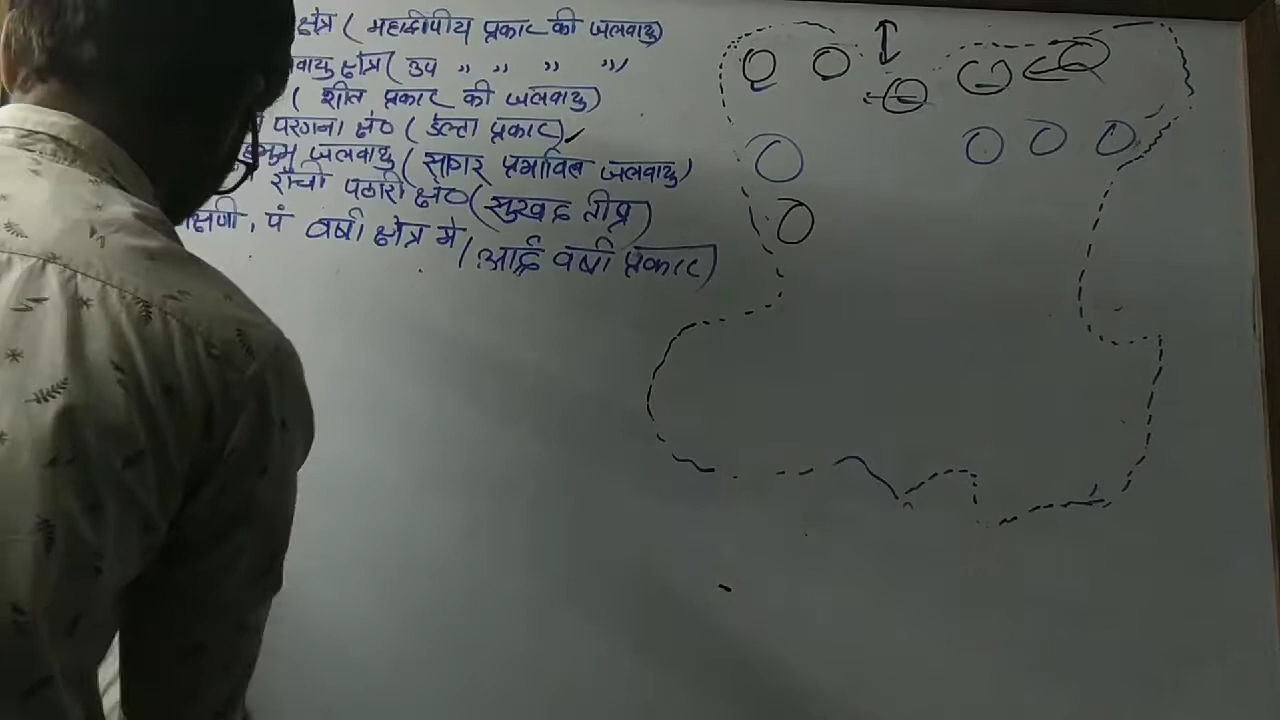 क्षेत्र ( महाद्वीपीय प्रकार की जलवायु)
वायु क्षेत्र ( उप ,, ,, ,, ,,)
( शीत प्रकार की जलवायु)
परगना क्षे० ( डेल्टा प्रकार)
जलवायु ( सागर प्रभावित जलवायु)
राँची पठारी क्षे० ( सुखद तीव्र)
क्षिणी, पं वर्षा क्षेत्र मे ( आर्द्र वर्षा प्रकार)